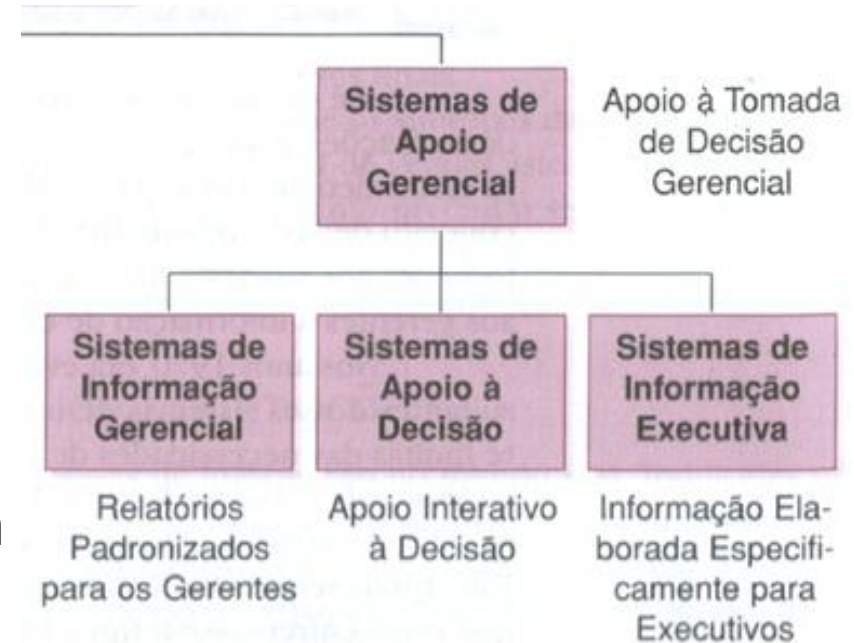 Sistemas de
Apoio
Gerencial
Apoio à Tomada
de Decisão
Gerencial
Sistemas de
Informação
Gerencial
Sistemas de
Apoio à
Decisão
Sistemas de
Informação
Executiva
Relatórios
Padronizados
para os Gerentes
Apoio Interativo
à Decisão
Informação Ela-
borada Especifi-
camente para
Executivos